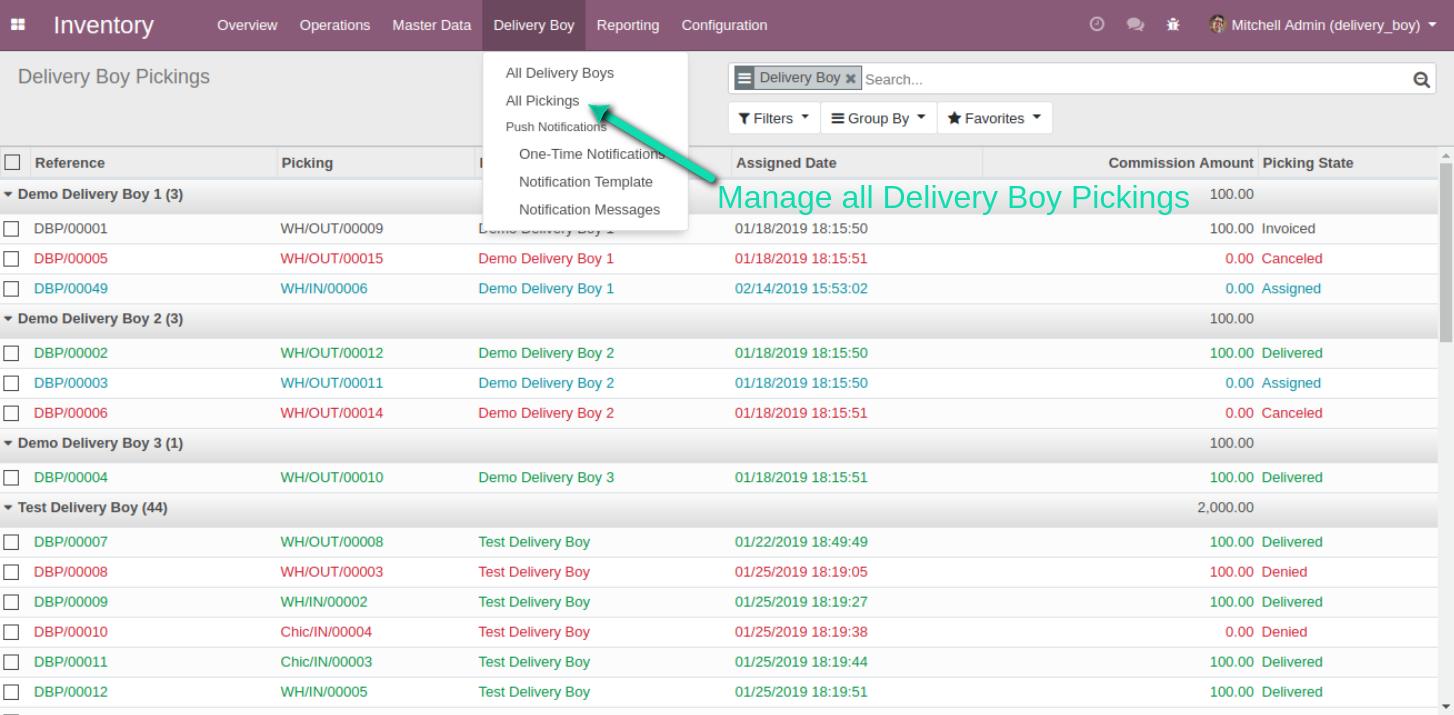 Inventory Overview Operations Master Data Delivery Boy Reporting Configuration Mitchell Admin (delivery_boy)
Delivery Boy Pickings
Delivery Boy Search...
Filters Group By Favorites
All Delivery Boys
All Pickings
Push Notifications
One-Time Notifications
Notification Template
Notification Messages
Manage all Delivery Boy Pickings
Reference Picking Assigned Date Commission Amount Picking State
Demo Delivery Boy 1 (3) 100.00
DBP/00001 WH/OUT/00009 Demo Delivery Boy 1 01/18/2019 18:15:50 100.00 Invoiced
DBP/00005 WH/OUT/00015 Demo Delivery Boy 1 01/18/2019 18:15:51 0.00 Canceled
DBP/00049 WH/IN/00006 Demo Delivery Boy 1 02/14/2019 15:53:02 0.00 Assigned
Demo Delivery Boy 2 (3) 100.00
DBP/00002 WH/OUT/00012 Demo Delivery Boy 2 01/18/2019 18:15:50 100.00 Delivered
DBP/00003 WH/OUT/00011 Demo Delivery Boy 2 01/18/2019 18:15:50 0.00 Assigned
DBP/00006 WH/OUT/00014 Demo Delivery Boy 2 01/18/2019 18:15:51 0.00 Canceled
Demo Delivery Boy 3 (1) 100.00
DBP/00004 WH/OUT/00010 Demo Delivery Boy 3 01/18/2019 18:15:51 100.00 Delivered
Test Delivery Boy (44) 2,000.00
DBP/00007 WH/OUT/00008 Test Delivery Boy 01/22/2019 18:49:49 100.00 Delivered
DBP/00008 WH/OUT/00003 Test Delivery Boy 01/25/2019 18:19:05 100.00 Denied
DBP/00009 WH/IN/00002 Test Delivery Boy 01/25/2019 18:19:27 100.00 Delivered
DBP/00010 Chic/IN/00004 Test Delivery Boy 01/25/2019 18:19:38 0.00 Denied
DBP/00011 Chic/IN/00003 Test Delivery Boy 01/25/2019 18:19:44 100.00 Delivered
DBP/00012 WH/IN/00005 Test Delivery Boy 01/25/2019 18:19:51 100.00 Delivered